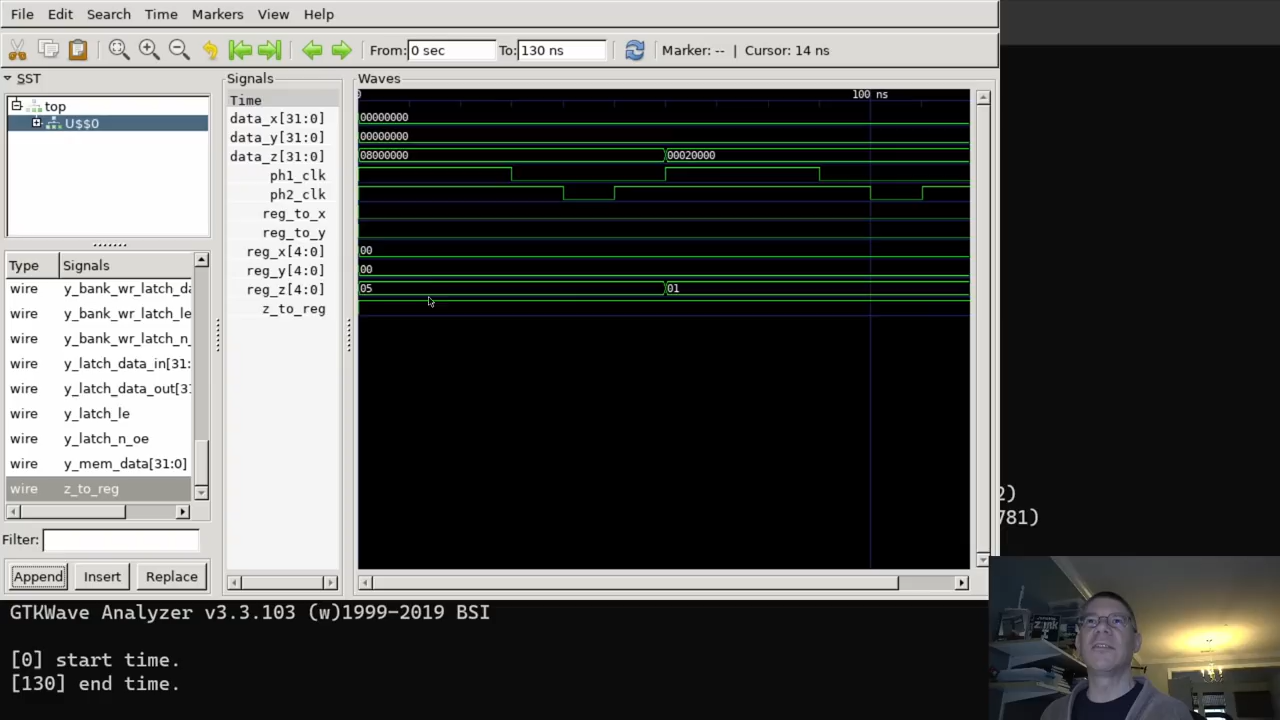 File Edit Search Time Markers View Help
From: 0 sec To: 130 ns Marker: -- | Cursor: 14 ns
SST
top
U$$0
Type Signals
wire y_bank_wr_latch_da
wire y_bank_wr_latch_le
wire y_bank_wr_latch_n_
wire y_latch_data_in[31:
wire y_latch_data_out[3
wire y_latch_le
wire y_latch_n_oe
wire y_mem_data[31:0]
wire z_to_reg
Filter:
Append Insert Replace
Signals
Time
data_x[31:0]
data_y[31:0]
data_z[31:0]
ph1_clk
ph2_clk
reg_to_x
reg_to_y
reg_x[4:0]
reg_y[4:0]
reg_z[4:0]
z_to_reg
Waves
0 100 ns
00000000
00000000
08000000 00020000
00
00
05 01
2)
781)
GTKWave Analyzer v3.3.103 (w)1999-2019 BSI
[0] start time.
[130] end time.